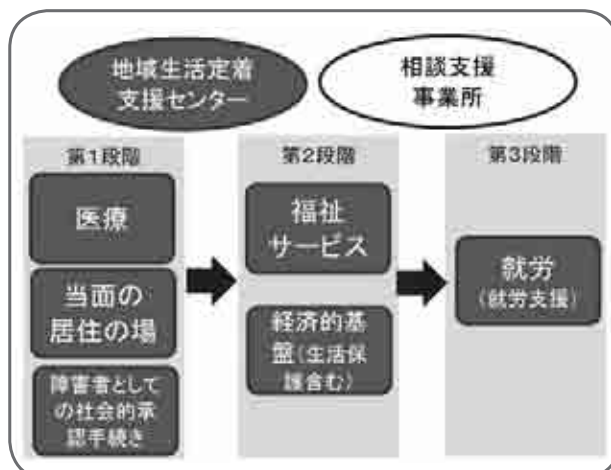 地域生活定着
支援センター
相談支援
事業所
第1段階
医療
当面の
居住の場
障害者として
の社会的承
認手続き
第2段階
福祉
サービス
経済的基
盤(生活保
護含む)
第3段階
就労
(就労支援)